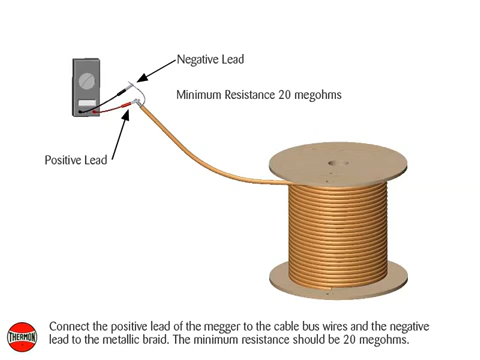 Negative Lead
Minimum Resistance 20 megohms
Positive Lead
THERMON
Connect the positive lead of the megger to the cable bus wires and the negative
lead to the metallic braid. The minimum resistance should be 20 megohms.